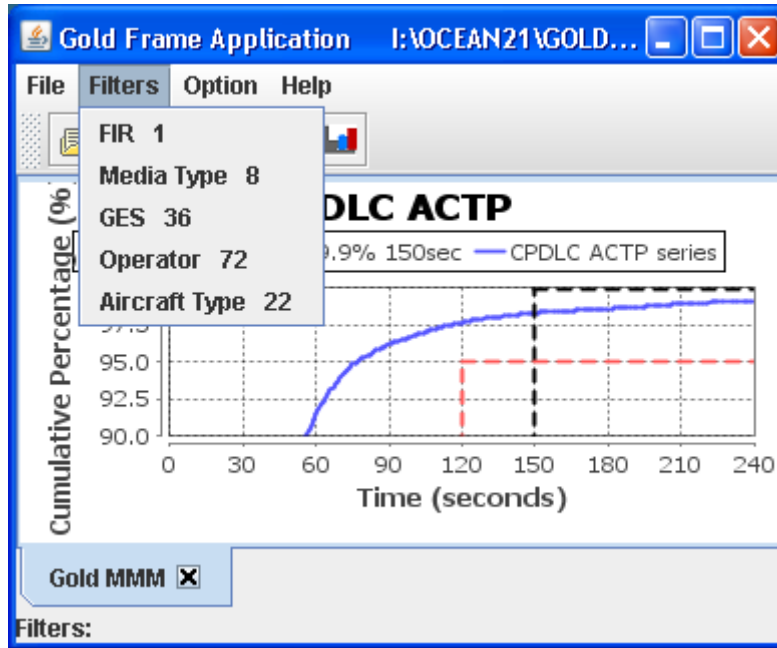 Gold Frame Application I:\OCEAN21\GOLD...
File Filters Option Help
FIR 1
Media Type 8
GES 36
Operator 72
Aircraft Type 22
DLC ACTP
9.9% 150sec CPDLC ACTP series
Cumulative Percentage (%
97.5
95.0
92.5
90.0
0 30 60 90 120 150 180 210 240
Time (seconds)
Gold MMM
Filters: